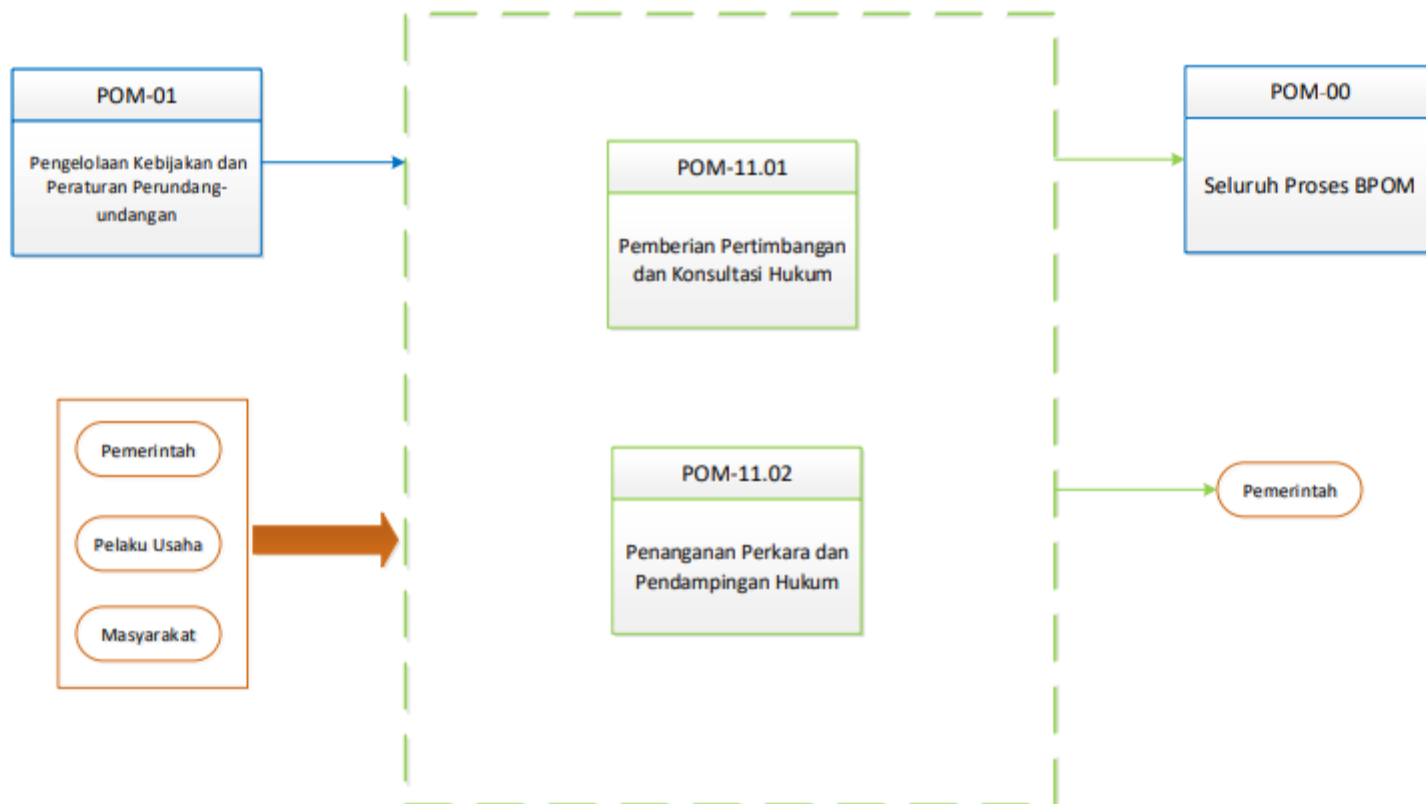 POM-01
Pengelolaan Kebijakan dan
Peraturan Perundang-
undangan
Pemerintah
Pelaku Usaha
Masyarakat
POM-11.01
Pemberian Pertimbangan
dan Konsultasi Hukum
POM-11.02
Penanganan Perkara dan
Pendampingan Hukum
POM-00
Seluruh Proses BPOM
Pemerintah